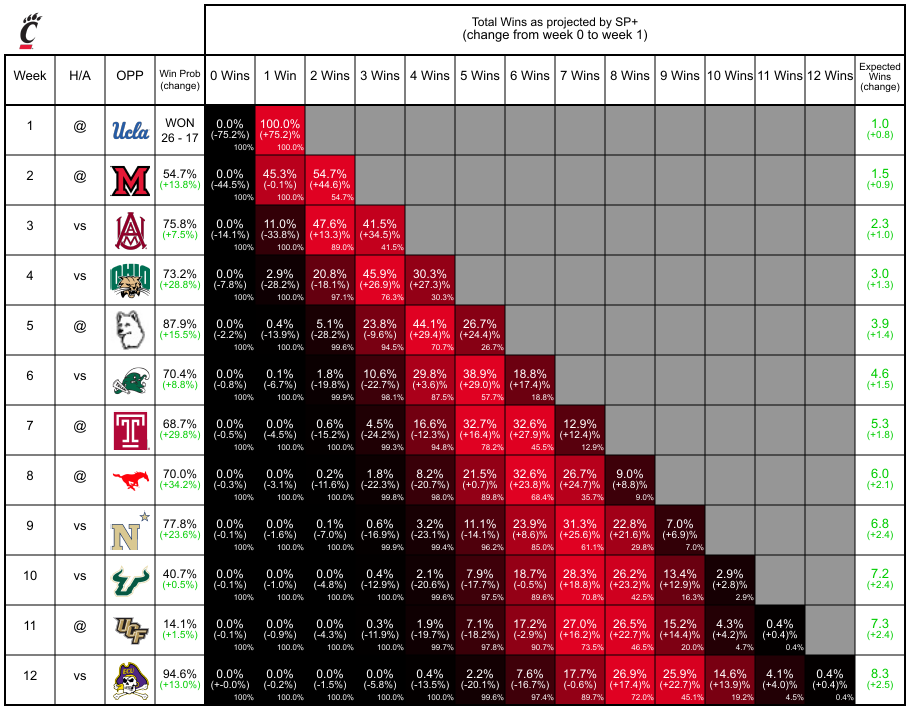 C
Total Wins as projected by SP+
(change from week 0 to week 1)
Week H/A OPP Win Prob (change) 0 Wins 1 Win 2 Wins 3 Wins 4 Wins 5 Wins 6 Wins 7 Wins 8 Wins 9 Wins 10 Wins 11 Wins 12 Wins Expected Wins (change)
1 @ Ucla WON 0.0% 100.0% 1.0
26 - 17 (-75.2%) (+75.2)% (+0.8)
100% 100.0%
2 @ M 54.7% 0.0% 45.3% 54.7% 1.5
(+13.8%) (-44.5%) (-0.1%) (+44.6)% (+0.9)
100% 100.0% 54.7%
3 vs AM 75.8% 0.0% 11.0% 47.6% 41.5% 2.3
(+7.5%) (-14.1%) (-33.8%) (+13.3)% (+34.5)% (+1.0)
100% 100.0% 89.0% 41.5%
4 vs OHIO 73.2% 0.0% 2.9% 20.8% 45.9% 30.3% 3.0
(+28.8%) (-7.8%) (-28.2%) (-18.1%) (+26.9)% (+27.3)% (+1.3)
100% 100.0% 97.1% 76.3% 30.3%
5 @ 87.9% 0.0% 0.4% 5.1% 23.8% 44.1% 26.7% 3.9
(+15.5%) (-2.2%) (-13.9%) (-28.2%) (-9.6%) (+29.4)% (+24.4)% (+1.4)
100% 100.0% 99.6% 94.5% 70.7% 26.7%
6 vs 70.4% 0.0% 0.1% 1.8% 10.6% 29.8% 38.9% 18.8% 4.6
(+8.8%) (-0.8%) (-6.7%) (-19.8%) (-22.7%) (+3.6)% (+29.0)% (+17.4)% (+1.5)
100% 100.0% 99.9% 98.1% 87.5% 57.7% 18.8%
7 @ T 68.7% 0.0% 0.0% 0.6% 4.5% 16.6% 32.7% 32.6% 12.9% 5.3
(+29.8%) (-0.5%) (-4.5%) (-15.2%) (-24.2%) (-12.3%) (+16.4)% (+27.9)% (+12.4)% (+1.8)
100% 100.0% 100.0% 99.3% 94.8% 78.2% 45.5% 12.9%
8 @ 70.0% 0.0% 0.0% 0.2% 1.8% 8.2% 21.5% 32.6% 26.7% 9.0% 6.0
(+34.2%) (-0.3%) (-3.1%) (-11.6%) (-22.3%) (-20.7%) (+0.7)% (+23.8)% (+24.7)% (+8.8)% (+2.1)
100% 100.0% 100.0% 99.8% 98.0% 89.8% 68.4% 35.7% 9.0%
9 vs N 77.8% 0.0% 0.0% 0.1% 0.6% 3.2% 11.1% 23.9% 31.3% 22.8% 7.0% 6.8
(+23.6%) (-0.1%) (-1.6%) (-7.0%) (-16.9%) (-23.1%) (-14.1%) (+8.6)% (+25.6)% (+21.6)% (+6.9)% (+2.4)
100% 100.0% 100.0% 99.9% 99.4% 96.2% 85.0% 61.1% 29.8% 7.0%
10 vs 40.7% 0.0% 0.0% 0.0% 0.4% 2.1% 7.9% 18.7% 28.3% 26.2% 13.4% 2.9% 7.2
(+0.5%) (-0.1%) (-1.0%) (-4.8%) (-12.9%) (-20.6%) (-17.7%) (-0.5%) (+18.8)% (+23.2)% (+12.9)% (+2.8)% (+2.4)
100% 100.0% 100.0% 100.0% 99.6% 97.5% 89.6% 70.8% 42.5% 16.3% 2.9%
11 @ UCF 14.1% 0.0% 0.0% 0.0% 0.3% 1.9% 7.1% 17.2% 27.0% 26.5% 15.2% 4.3% 0.4% 7.3
(+1.5%) (-0.1%) (-0.9%) (-4.3%) (-11.9%) (-19.7%) (-18.2%) (-2.9%) (+16.2)% (+22.7)% (+14.4)% (+4.2)% (+0.4)% (+2.4)
100% 100.0% 100.0% 100.0% 99.7% 97.8% 90.7% 73.5% 46.5% 20.0% 4.7% 0.4%
12 vs ECU 94.6% 0.0% 0.0% 0.0% 0.0% 0.4% 2.2% 7.6% 17.7% 26.9% 25.9% 14.6% 4.1% 0.4% 8.3
(+13.0%) (+-0.0)% (-0.2%) (-1.5%) (-5.8%) (-13.5%) (-20.1%) (-16.7%) (-0.6%) (+17.4)% (+22.7)% (+13.9)% (+4.0)% (+0.4)% (+2.5)
100% 100.0% 100.0% 100.0% 100.0% 99.6% 97.4% 89.7% 72.0% 45.1% 19.2% 4.5% 0.4%